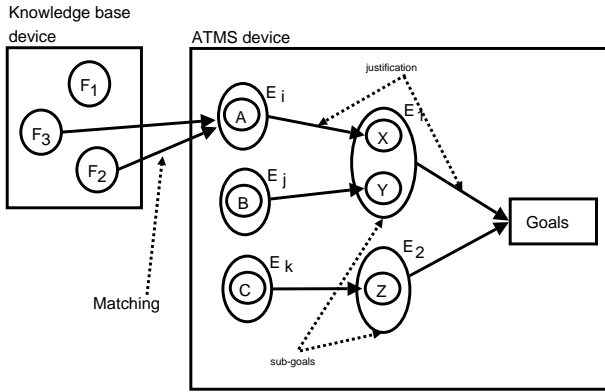 Knowledge base
device
ATMS device
F1
F3
F2
Matching
E i
A
E j
B
E k
C
justification
E 1
X
Y
E 2
Z
sub-goals
Goals